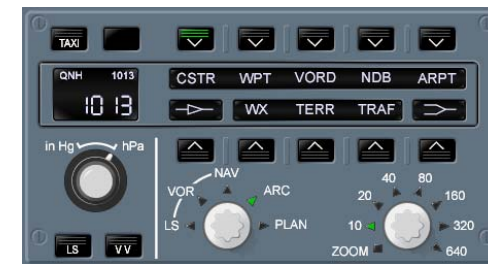 TAXI
QNH 1013
1013
CSTR WPT VORD NDB ARPT
WX TERR TRAF
in Hg hPa
NAV
VOR ARC
LS PLAN
40 80
20 160
10 320
ZOOM 640
LS VV